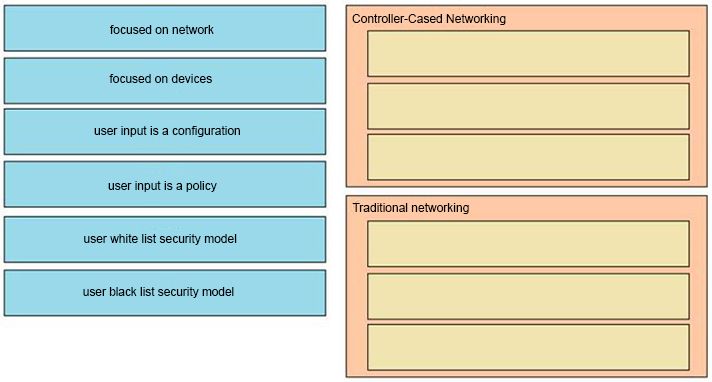 focused on network
focused on devices
user input is a configuration
user input is a policy
user white list security model
user black list security model
Controller-Cased Networking
Traditional networking